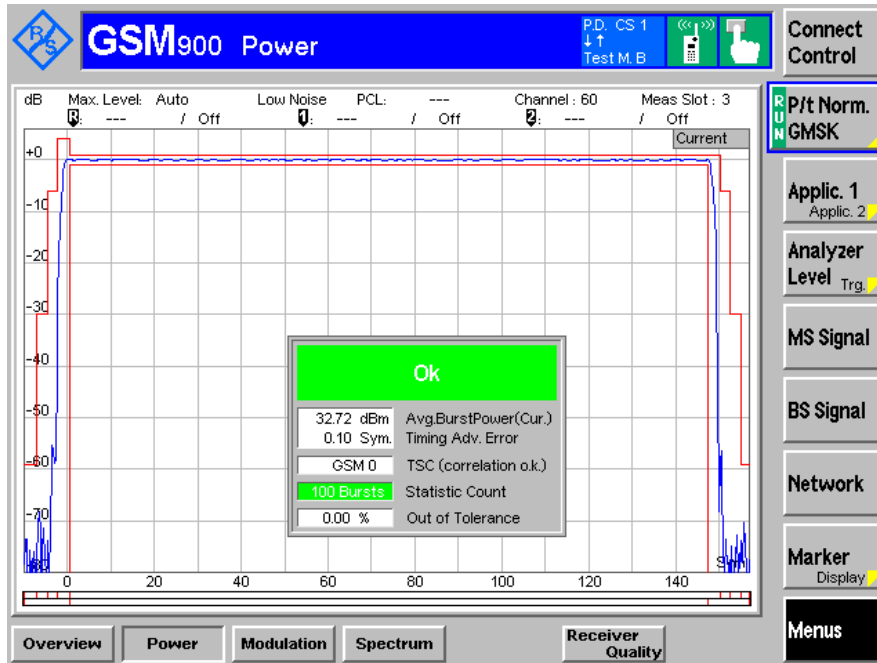 R/S
GSM900 Power
P.D. CS 1
↓↑
Test M. B
Connect
Control
dB Max. Level: Auto Low Noise PCL: --- Channel : 60 Meas Slot : 3
R: --- / Off 1: --- / Off 2: --- / Off
Current
RUN
P/t Norm.
GMSK
Applic. 1
Applic. 2
Analyzer
Level Trg.
MS Signal
BS Signal
Network
Marker
Display
Menus
+0
-10
-20
-30
-40
-50
-60
-70
Ok
32.72 dBm Avg.BurstPower(Cur.)
0.10 Sym. Timing Adv. Error
GSM 0 TSC (correlation o.k.)
100 Bursts Statistic Count
0.00 % Out of Tolerance
0 20 40 60 80 100 120 140
Overview Power Modulation Spectrum Receiver
Quality